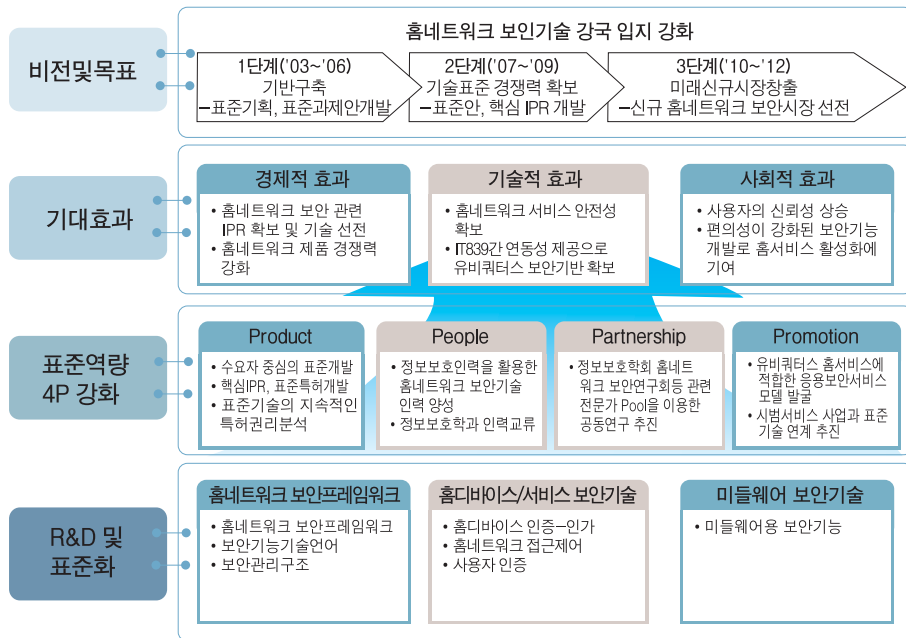 비전및목표
홈네트워크 보인기술 강국 입지 강화
1단계('03~'06)
기반구축
–표준기획, 표준과제안개발
2단계('07~'09)
기술표준 경쟁력 확보
–표준안, 핵심 IPR 개발
3단계('10~'12)
미래신규시장창출
–신규 홈네트워크 보안시장 선전
기대효과
경제적 효과
• 홈네트워크 보안 관련
IPR 확보 및 기술 선전
• 홈네트워크 제품 경쟁력
강화
기술적 효과
• 홈네트워크 서비스 안전성
확보
• IT839간 연동성 제공으로
유비쿼터스 보안기반 확보
사회적 효과
• 사용자의 신뢰성 상승
• 편의성이 강화된 보안기능
개발로 홈서비스 활성화에
기여
표준역량
4P 강화
Product
• 수요자 중심의 표준개발
• 핵심IPR, 표준특허개발
• 표준기술의 지속적인
특허권리분석
People
• 정보보호인력을 활용한
홈네트워크 보안기술
인력 양성
• 정보보호학과 인력교류
Partnership
• 정보보호학회 홈네트
워크 보안연구회등 관련
전문가 Pool을 이용한
공동연구 추진
Promotion
• 유비쿼터스 홈서비스에
적합한 응용보안서비스
모델 발굴
• 시범서비스 사업과 표준
기술 연계 추진
R&D 및
표준화
홈네트워크 보안프레임워크
• 홈네트워크 보안프레임워크
• 보안기능기술언어
• 보안관리구조
홈디바이스/서비스 보안기술
• 홈디바이스 인증–인가
• 홈네트워크 접근제어
• 사용자 인증
미들웨어 보안기술
• 미들웨어용 보안기능